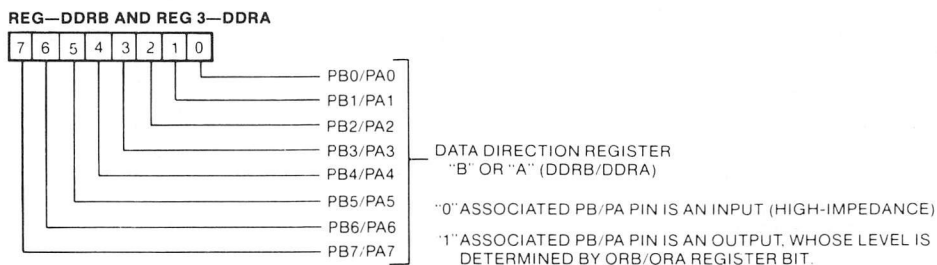 REG—DDRB AND REG 3—DDRA
7 6 5 4 3 2 1 0
PB0/PA0
PB1/PA1
PB2/PA2
PB3/PA3
PB4/PA4
PB5/PA5
PB6/PA6
PB7/PA7
DATA DIRECTION REGISTER
"B" OR "A" (DDRB/DDRA)
"0" ASSOCIATED PB/PA PIN IS AN INPUT (HIGH-IMPEDANCE)
"1" ASSOCIATED PB/PA PIN IS AN OUTPUT, WHOSE LEVEL IS
DETERMINED BY ORB/ORA REGISTER BIT.